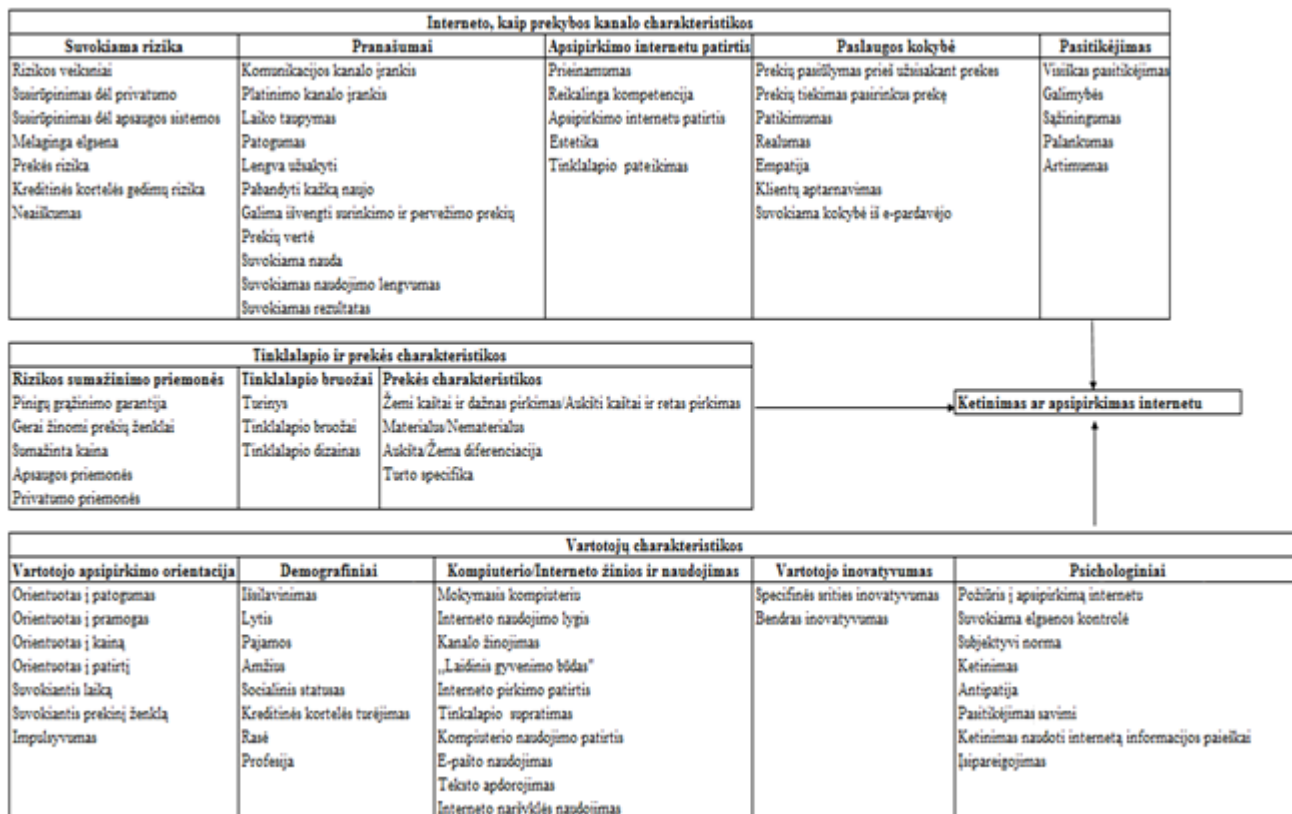 Interneto, kaip prekybos kanalo charakteristikos
Suvokiama rizika
Rizikos veiksniai
Susirūpinimas dėl privatumo
Susirūpinimas dėl apsaugos sistemos
Melaginga elgsena
Prekės rizika
Kreditinės kortelės gedimų rizika
Neaiškumas
Pranašumai
Komunikacijos kanalo įrankis
Platinimo kanalo įrankis
Laiko taupymas
Patogumas
Lengva užsakyti
Pabandyti kažką naujo
Galima išvengti surinkimo ir pervežimo prekių
Prekių vertė
Suvokiama nauda
Suvokiamas naudojimo lengvumas
Suvokiamas rezultatas
Apsipirkimo internetu patirtis
Prieinamumas
Reikalinga kompetencija
Apsipirkimo internetu patirtis
Estetika
Tinklalapio pateikimas
Paslaugos kokybė
Prekių pasiūlymas prieš užsisakant prekes
Prekių tiekimas pasirinkus prekę
Patikimumas
Realumas
Empatija
Klientų aptarnavimas
Suvokiama kokybė iš e-pardavėjo
Pasitikėjimas
Visiškas pasitikėjimas
Galimybės
Sąžiningumas
Palankumas
Artimumas
Tinklalapio ir prekės charakteristikos
Rizikos sumažinimo priemonės
Pinigų grąžinimo garantija
Gerai žinomi prekių ženklai
Sumažinta kaina
Apsaugos priemonės
Privatumo priemonės
Tinklalapio bruožai
Turinys
Tinklalapio bruožai
Tinklalapio dizainas
Prekės charakteristikos
Žemi kaštai ir dažnas pirkimas/Aukšti kaštai ir retas pirkimas
Materialus/Nematerialus
Aukšta/Žema diferenciacija
Turto specifika
Ketinimas ar apsipirkimas internetu
Vartotojų charakteristikos
Vartotojo apsipirkimo orientacija
Orientuotas į patogumas
Orientuotas į pramogas
Orientuotas į kainą
Orientuotas į patirtį
Suvokiantis laiką
Suvokiantis prekinį ženklą
Impulsyvumas
Demografiniai
Išsilavinimas
Lytis
Pajamos
Amžius
Socialinis statusas
Kreditinės kortelės turėjimas
Rasė
Profesija
Kompiuterio/Interneto žinios ir naudojimas
Mokymasis kompiuteriu
Interneto naudojimo lygis
Kanalo žinojimas
„Laidinis gyvenimo būdas"
Interneto pirkimo patirtis
Tinkalapio supratimas
Kompiuterio naudojimo patirtis
E-pašto naudojimas
Teksto apdorojimas
Interneto naršyklės naudojimas
Vartotojo inovatyvumas
Specifinės srities inovatyvumas
Bendras inovatyvumas
Psichologiniai
Požiūris į apsipirkimą internetu
Suvokiama elgsenos kontrolė
Subjektyvi norma
Ketinimas
Antipatija
Pasitikėjimas savimi
Ketinimas naudoti internetą informacijos paieškai
Įsipareigojimas